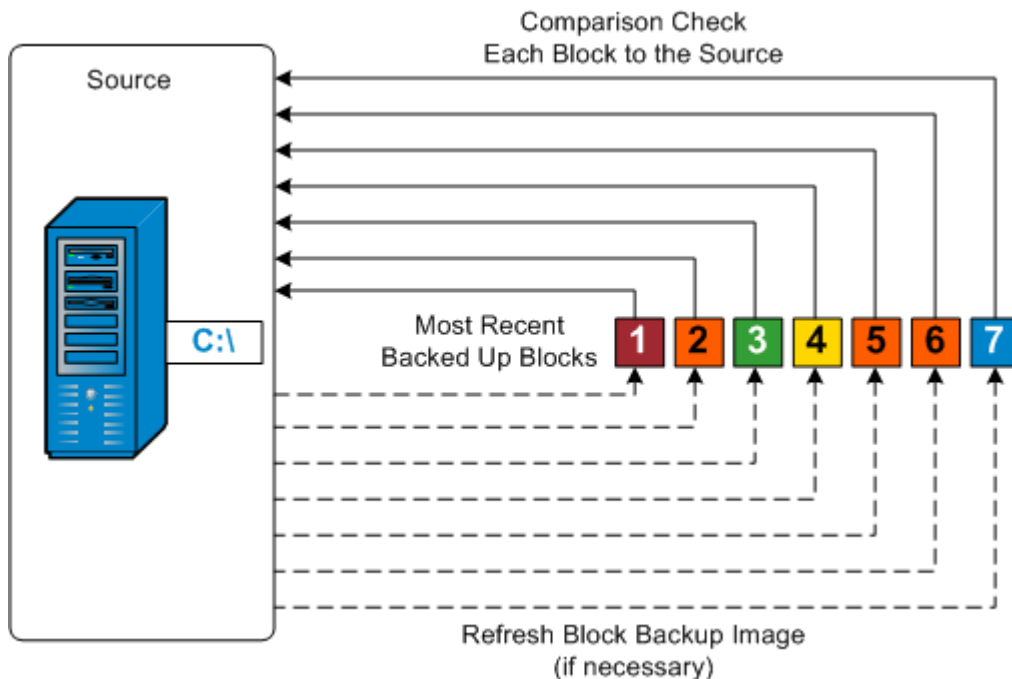 Comparison Check
Each Block to the Source
Source
C:\
Most Recent
Backed Up Blocks
1 2 3 4 5 6 7
Refresh Block Backup Image
(if necessary)